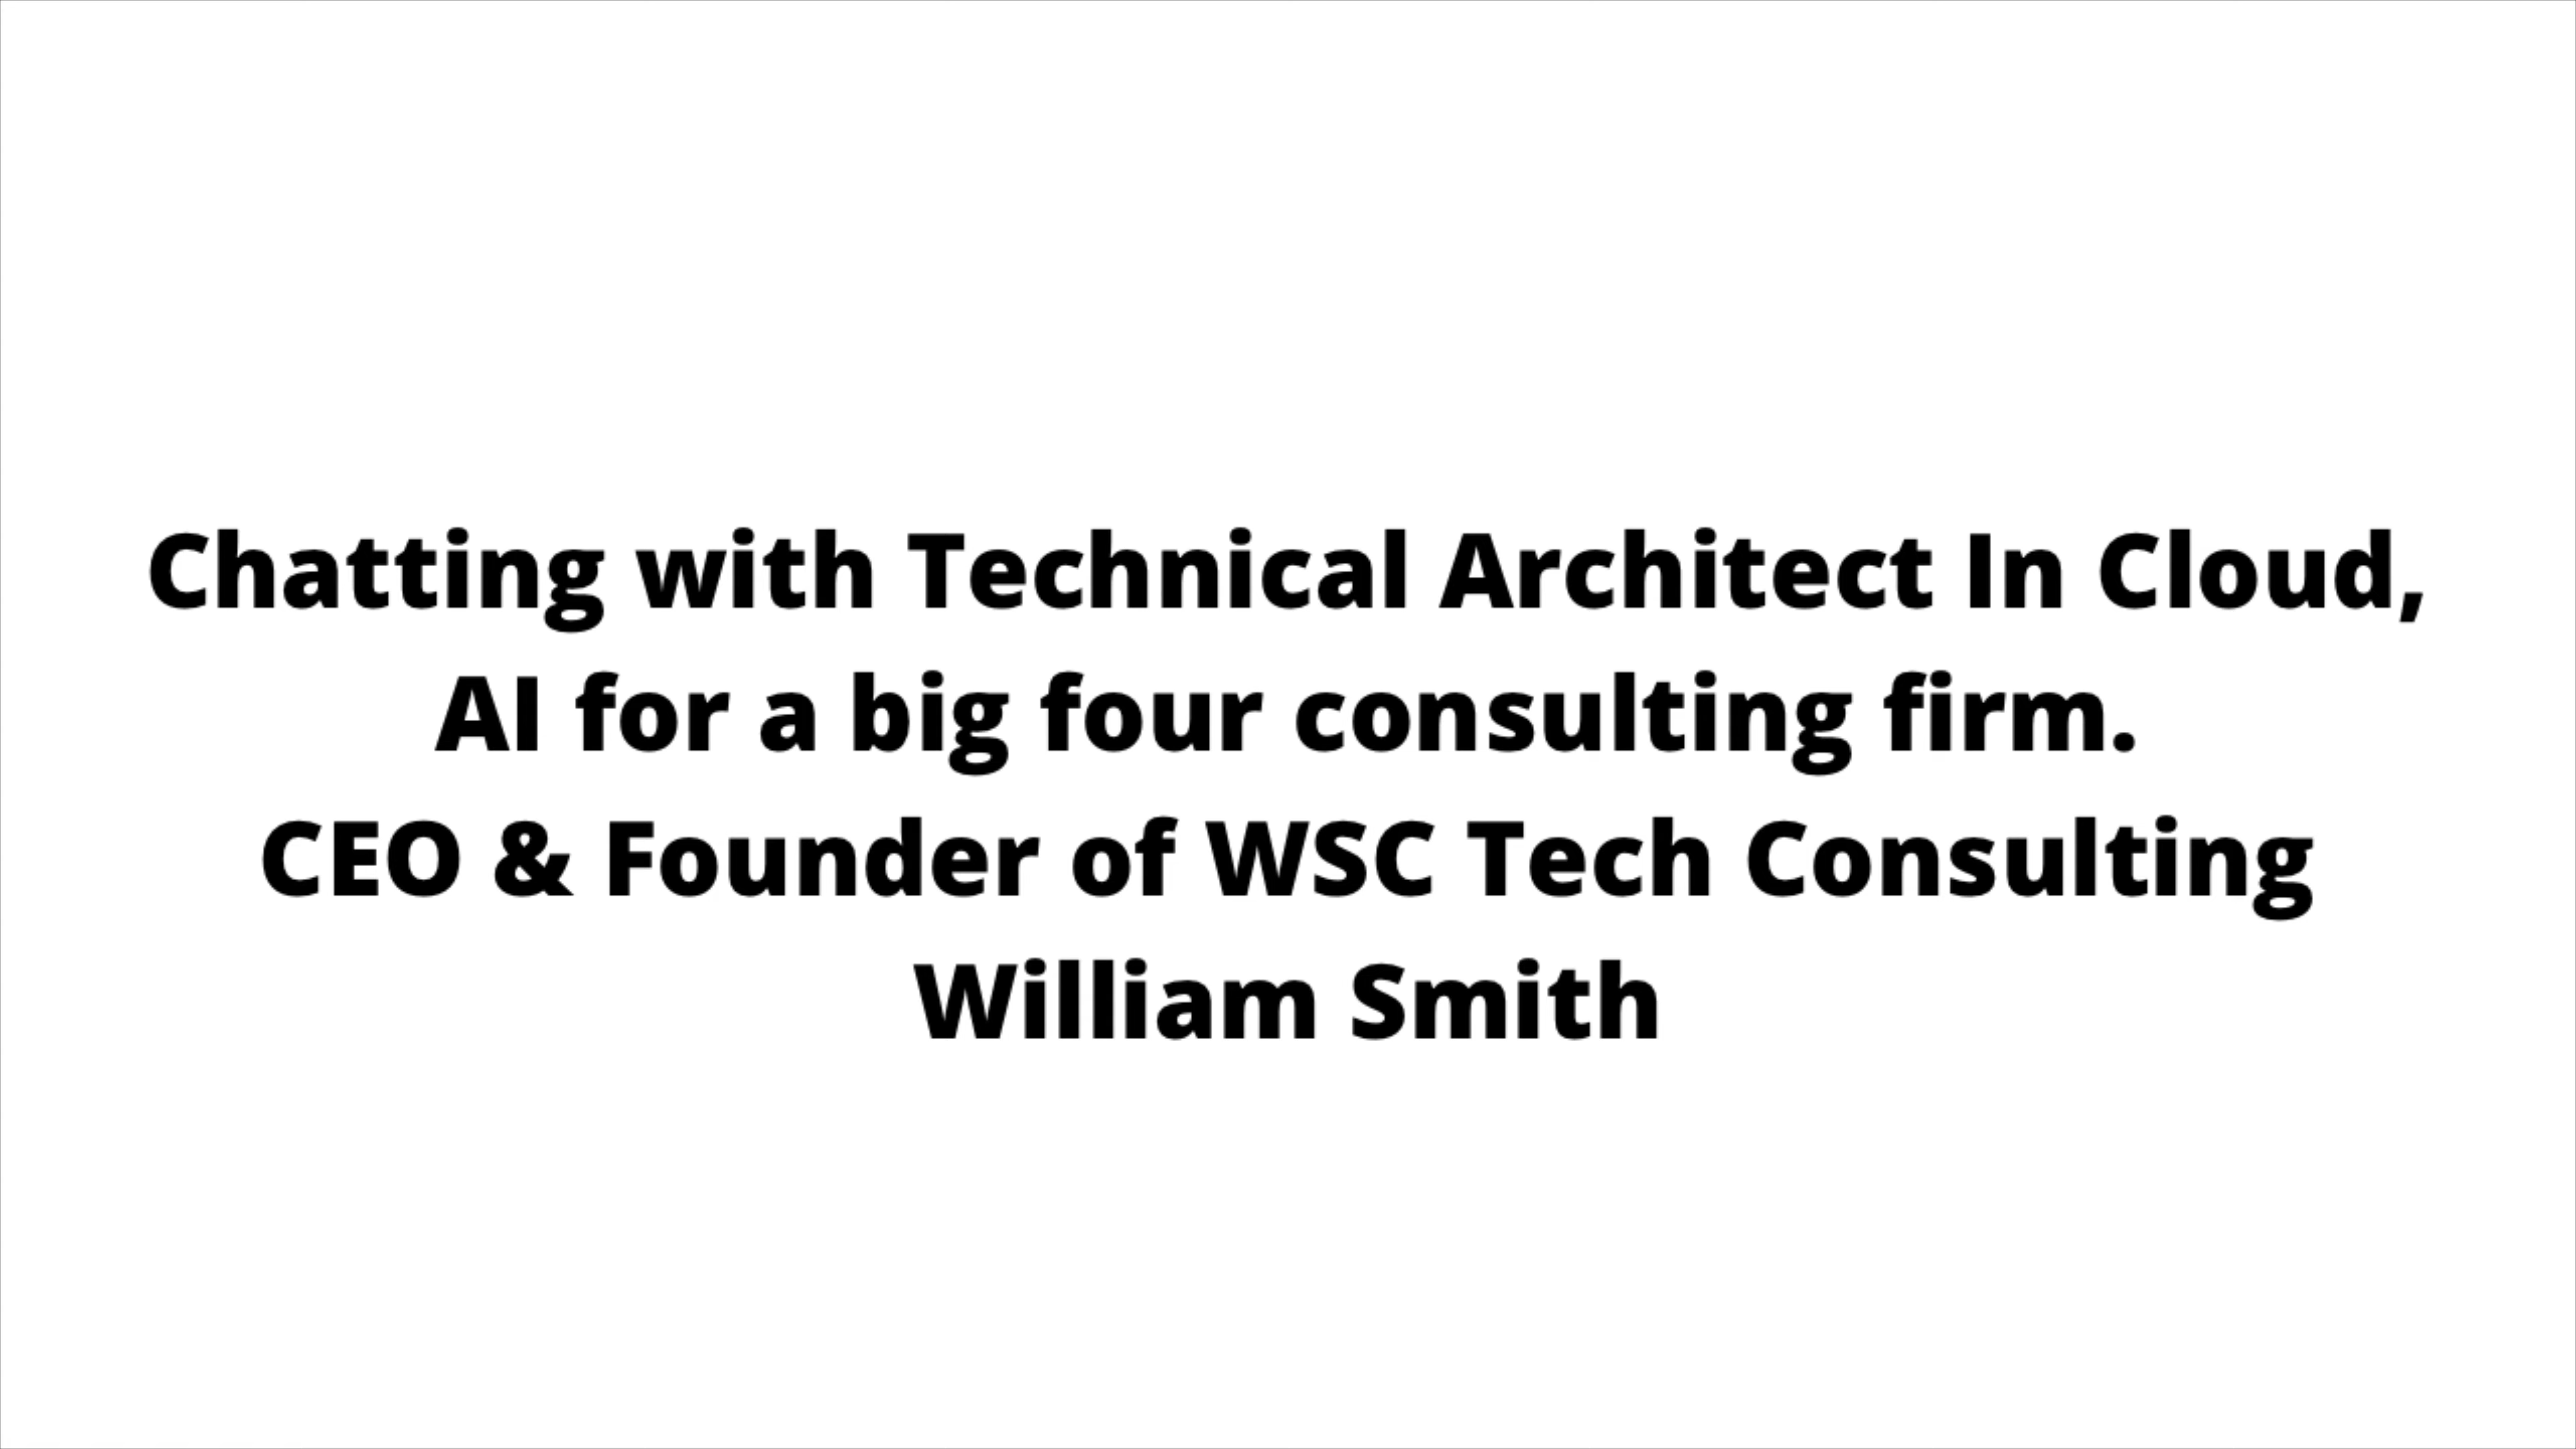 Chatting with Technical Architect In Cloud,
AI for a big four consulting firm.
CEO & Founder of WSC Tech Consulting
William Smith